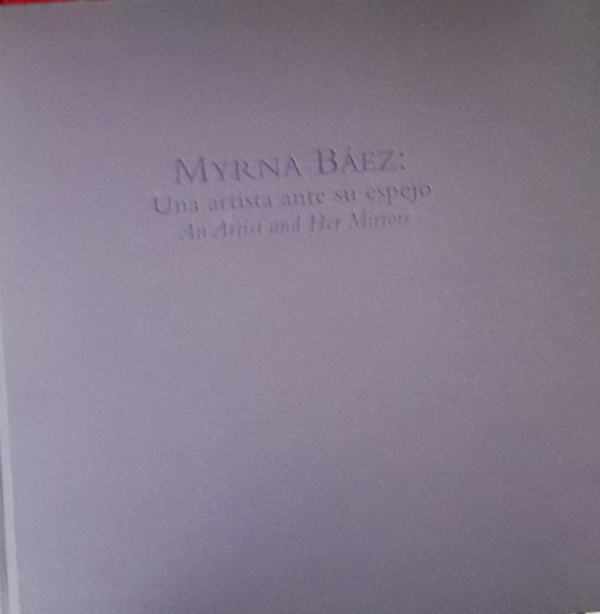 MYRNA BÁEZ:
Una artista ante su espejo
An Artist and Her Mirrors